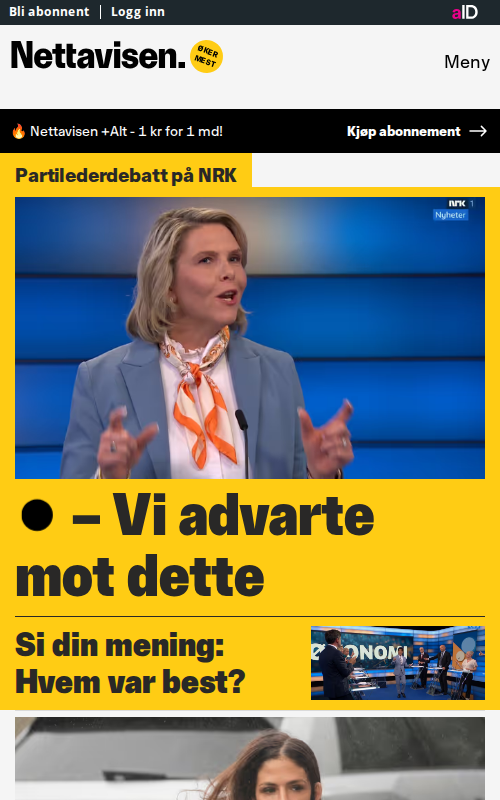 Bli abonnent | Logg inn
aID
Nettavisen.
ØKER
MEST
Meny
🔥 Nettavisen +Alt - 1 kr for 1 md!
Kjøp abonnement →
Partilederdebatt på NRK
NRK 1
Nyheter
● – Vi advarte
mot dette
Si din mening:
Hvem var best?
ØKONOMI